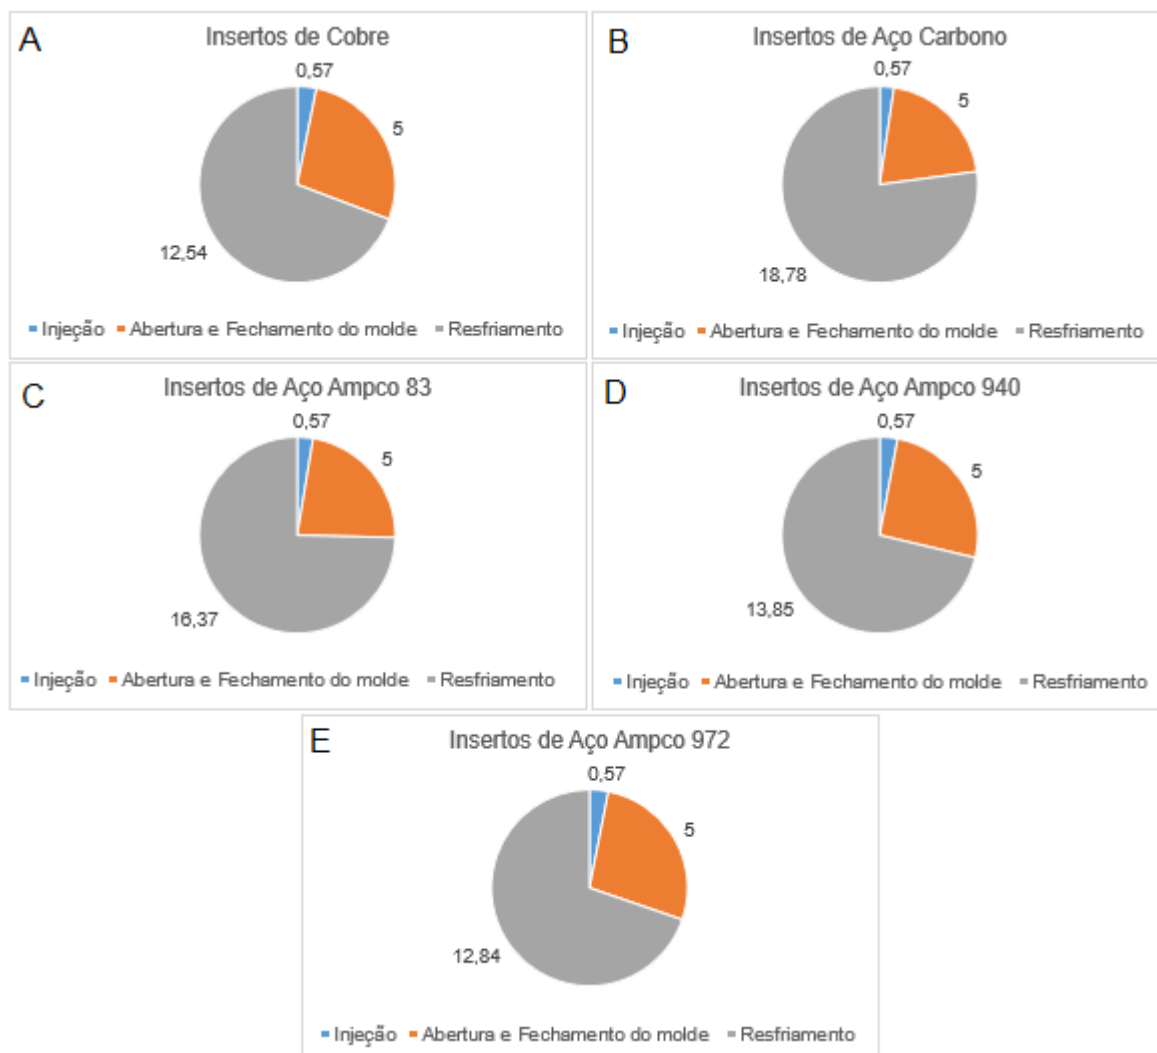 A
Insertos de Cobre
0,57
5
12,54
Injeção Abertura e Fechamento do molde Resfriamento
B
Insertos de Aço Carbono
0,57
5
18,78
Injeção Abertura e Fechamento do molde Resfriamento
C
Insertos de Aço Ampco 83
0,57
5
16,37
Injeção Abertura e Fechamento do molde Resfriamento
D
Insertos de Aço Ampco 940
0,57
5
13,85
Injeção Abertura e Fechamento do molde Resfriamento
E
Insertos de Aço Ampco 972
0,57
5
12,84
Injeção Abertura e Fechamento do molde Resfriamento